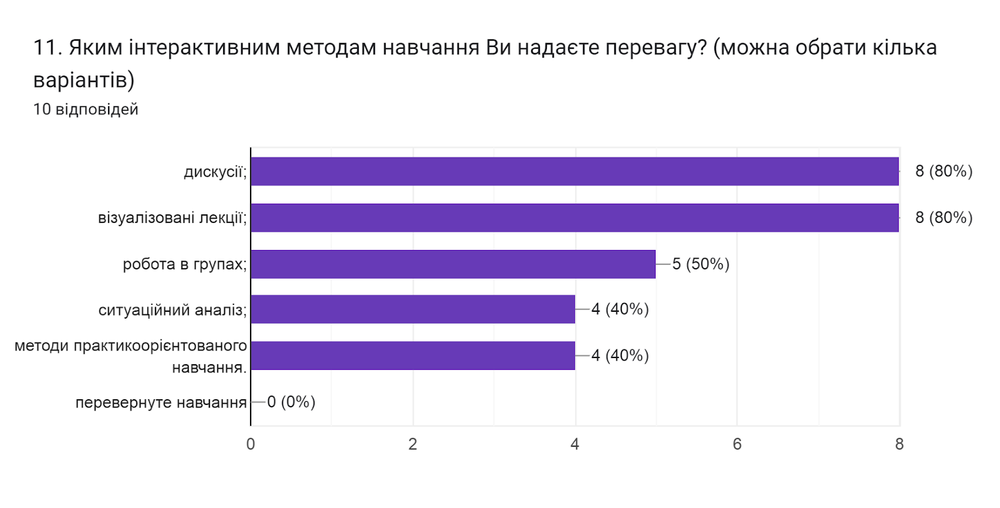 11. Яким інтерактивним методам навчання Ви надаєте перевагу? (можна обрати кілька
варіантів)
10 відповідей
дискусії;
8 (80%)
візуалізовані лекції;
8 (80%)
робота в групах;
5 (50%)
ситуаційний аналіз;
4 (40%)
методи практикоорієнтованого
навчання.
4 (40%)
перевернуте навчання
0 (0%)
0 2 4 6 8